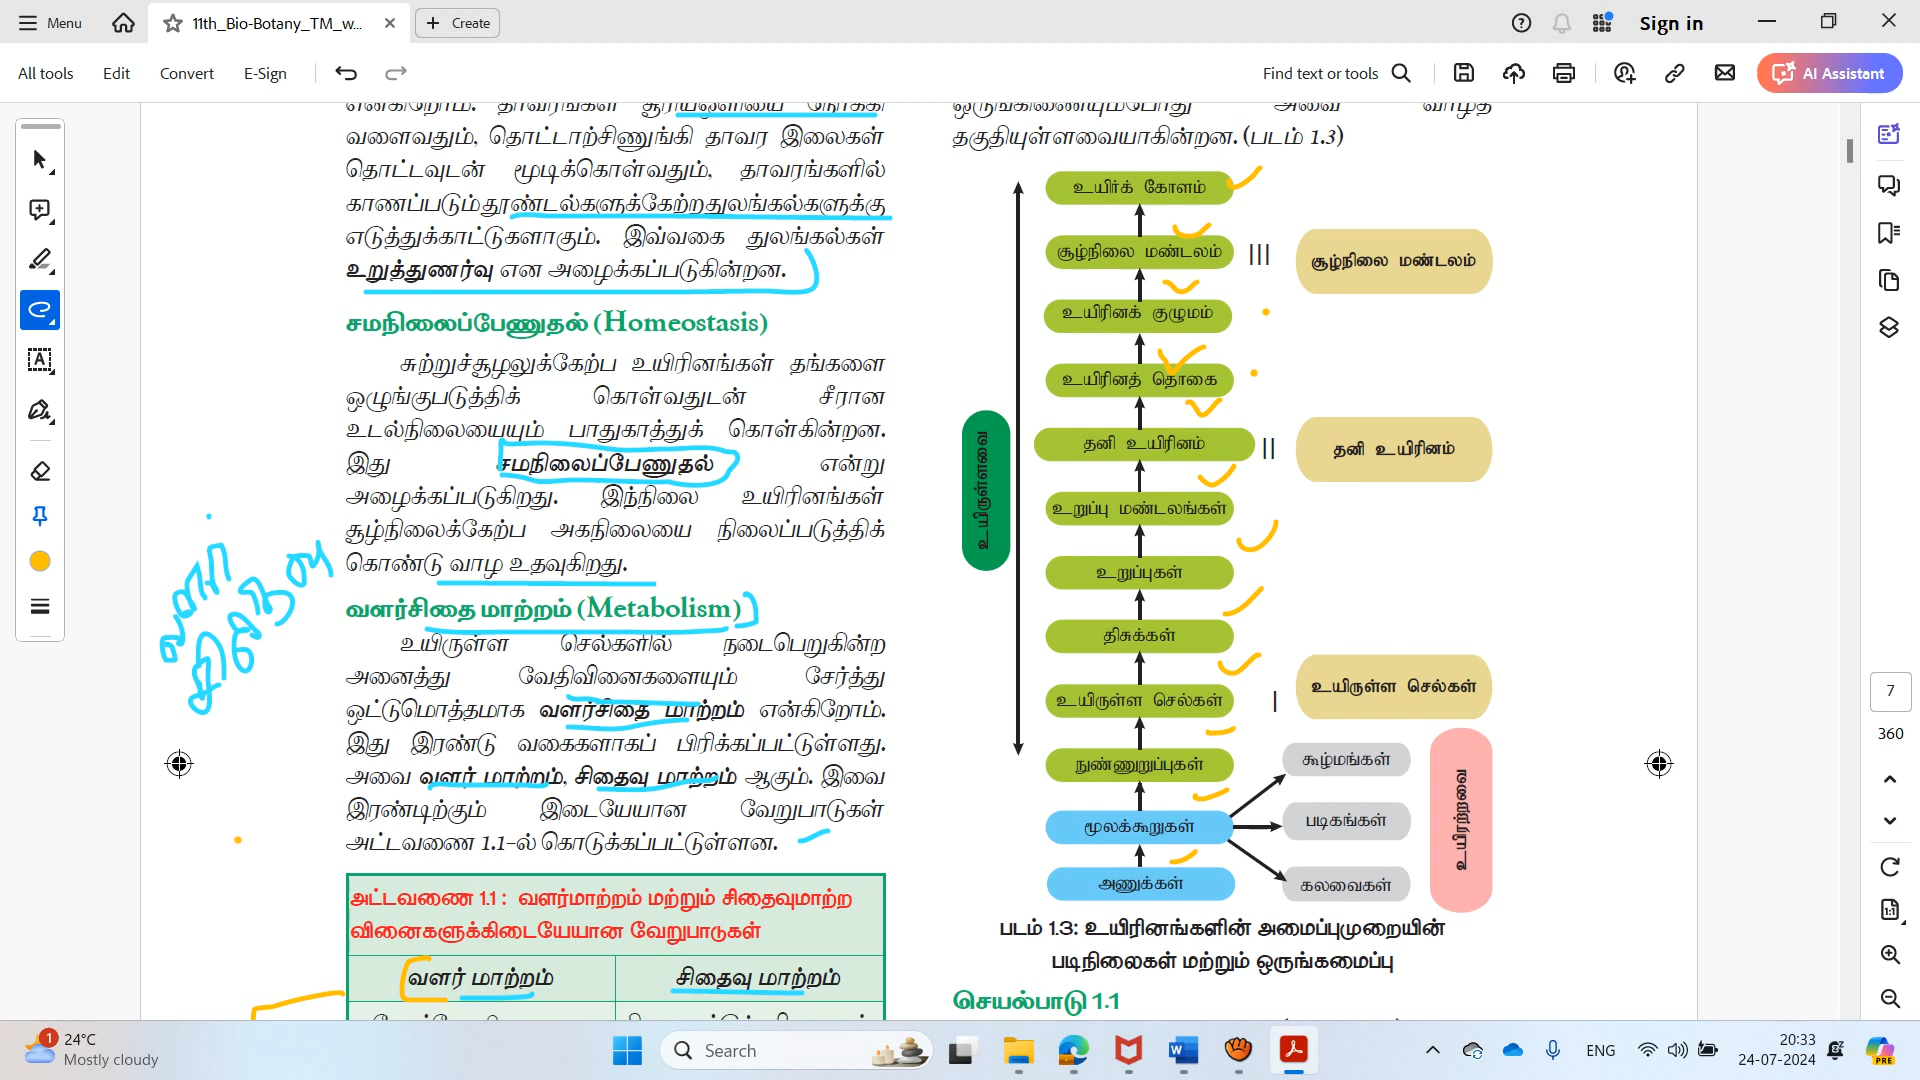 Menu
11th_Bio-Botany_TM_w...
Create
Sign in
All tools
Edit
Convert
E-Sign
Find text or tools
AI Assistant
வளைவதும், தொட்டாற்சிணுங்கி தாவர இலைகள்
தொட்டவுடன் மூடிக்கொள்வதும், தாவரங்களில்
காணப்படும் தூண்டல்களுக்கேற்ற துலங்கல்களுக்கு
எடுத்துக்காட்டுகளாகும். இவ்வகை துலங்கல்கள்
உறுத்துணர்வு என அழைக்கப்படுகின்றன.
சமநிலைப்பேணுதல் (Homeostasis)
சுற்றுச்சூழலுக்கேற்ப உயிரினங்கள் தங்களை
ஒழுங்குபடுத்திக் கொள்வதுடன் சீரான
உடல்நிலையையும் பாதுகாத்துக் கொள்கின்றன.
இது சமநிலைப்பேணுதல் என்று
அழைக்கப்படுகிறது. இந்நிலை உயிரினங்கள்
சூழ்நிலைக்கேற்ப அகநிலையை நிலைப்படுத்திக்
கொண்டு வாழ உதவுகிறது.
வளர்சிதை மாற்றம் (Metabolism)
உயிருள்ள செல்களில் நடைபெறுகின்ற
அனைத்து வேதிவினைகளையும் சேர்த்து
ஒட்டுமொத்தமாக வளர்சிதை மாற்றம் என்கிறோம்.
இது இரண்டு வகைகளாகப் பிரிக்கப்பட்டுள்ளது.
அவை வளர் மாற்றம், சிதைவு மாற்றம் ஆகும். இவை
இரண்டிற்கும் இடையேயான வேறுபாடுகள்
அட்டவணை 1.1-ல் கொடுக்கப்பட்டுள்ளன.
அட்டவணை 1.1 : வளர்மாற்றம் மற்றும் சிதைவுமாற்ற
வினைகளுக்கிடையேயான வேறுபாடுகள்
வளர் மாற்றம்
சிதைவு மாற்றம்
ஒருங்கிணையும்போது அவை வாழத்
தகுதியுள்ளவையாகின்றன. (படம் 1.3)
உயிர்க் கோளம்
சூழ்நிலை மண்டலம்
|||
சூழ்நிலை மண்டலம்
உயிரினக் குழுமம்
உயிரினத் தொகை
தனி உயிரினம்
||
தனி உயிரினம்
உயிருள்ளவை
உறுப்பு மண்டலங்கள்
உறுப்புகள்
திசுக்கள்
உயிருள்ள செல்கள்
|
உயிருள்ள செல்கள்
நுண்ணுறுப்புகள்
கூழ்மங்கள்
மூலக்கூறுகள்
படிகங்கள்
உயிரற்றவை
அணுக்கள்
கலவைகள்
படம் 1.3: உயிரினங்களின் அமைப்புமுறையின்
படிநிலைகள் மற்றும் ஒருங்கமைப்பு
செயல்பாடு 1.1
7
360
1
24°C
Mostly cloudy
Search
ENG
20:33
24-07-2024